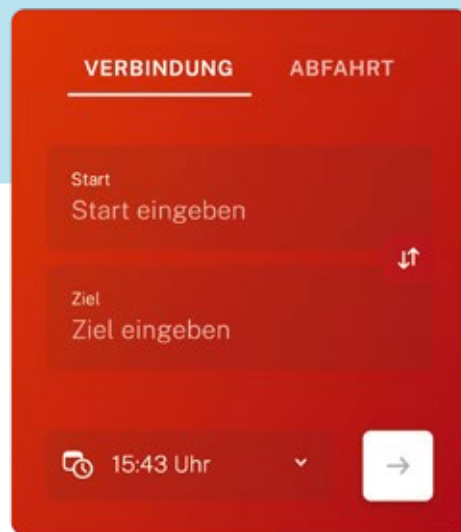 VERBINDUNG ABFAHRT
Start
Start eingeben
Ziel
Ziel eingeben
15:43 Uhr